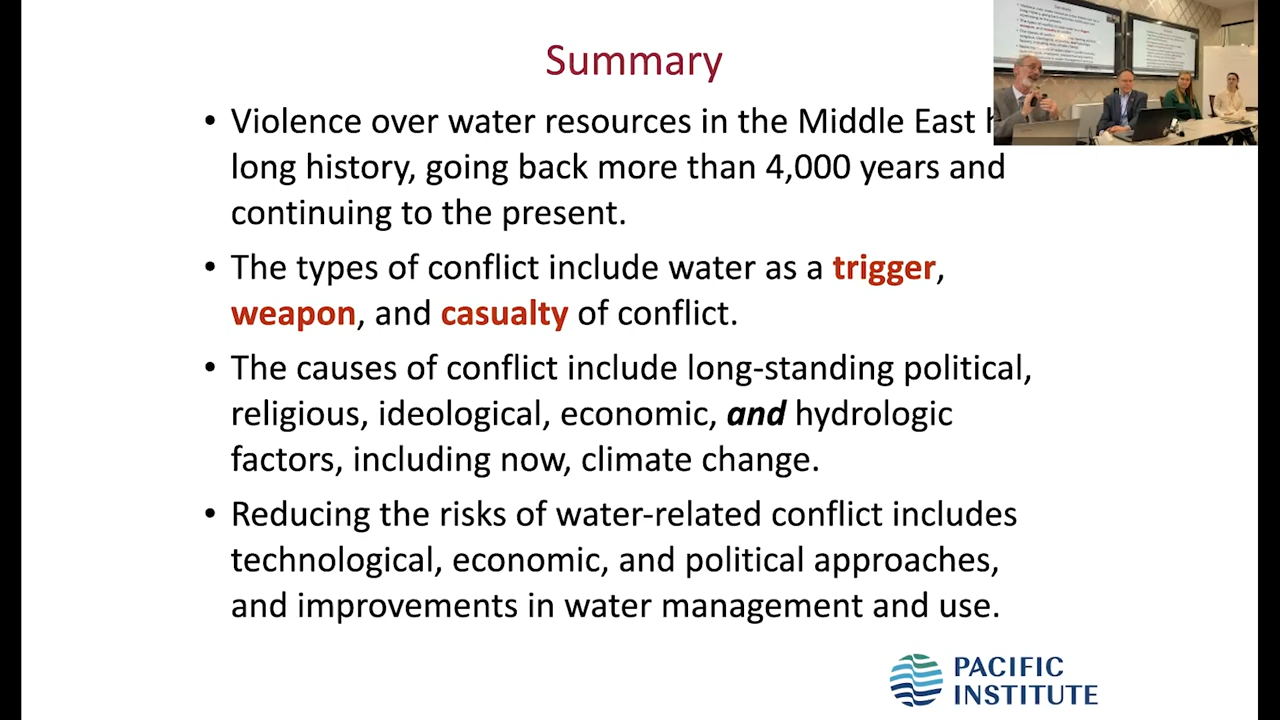 Summary
• Violence over water resources in the Middle East
long history, going back more than 4,000 years and
continuing to the present.
• The types of conflict include water as a trigger,
weapon, and casualty of conflict.
• The causes of conflict include long-standing political,
religious, ideological, economic, and hydrologic
factors, including now, climate change.
• Reducing the risks of water-related conflict includes
technological, economic, and political approaches,
and improvements in water management and use.
PACIFIC
INSTITUTE